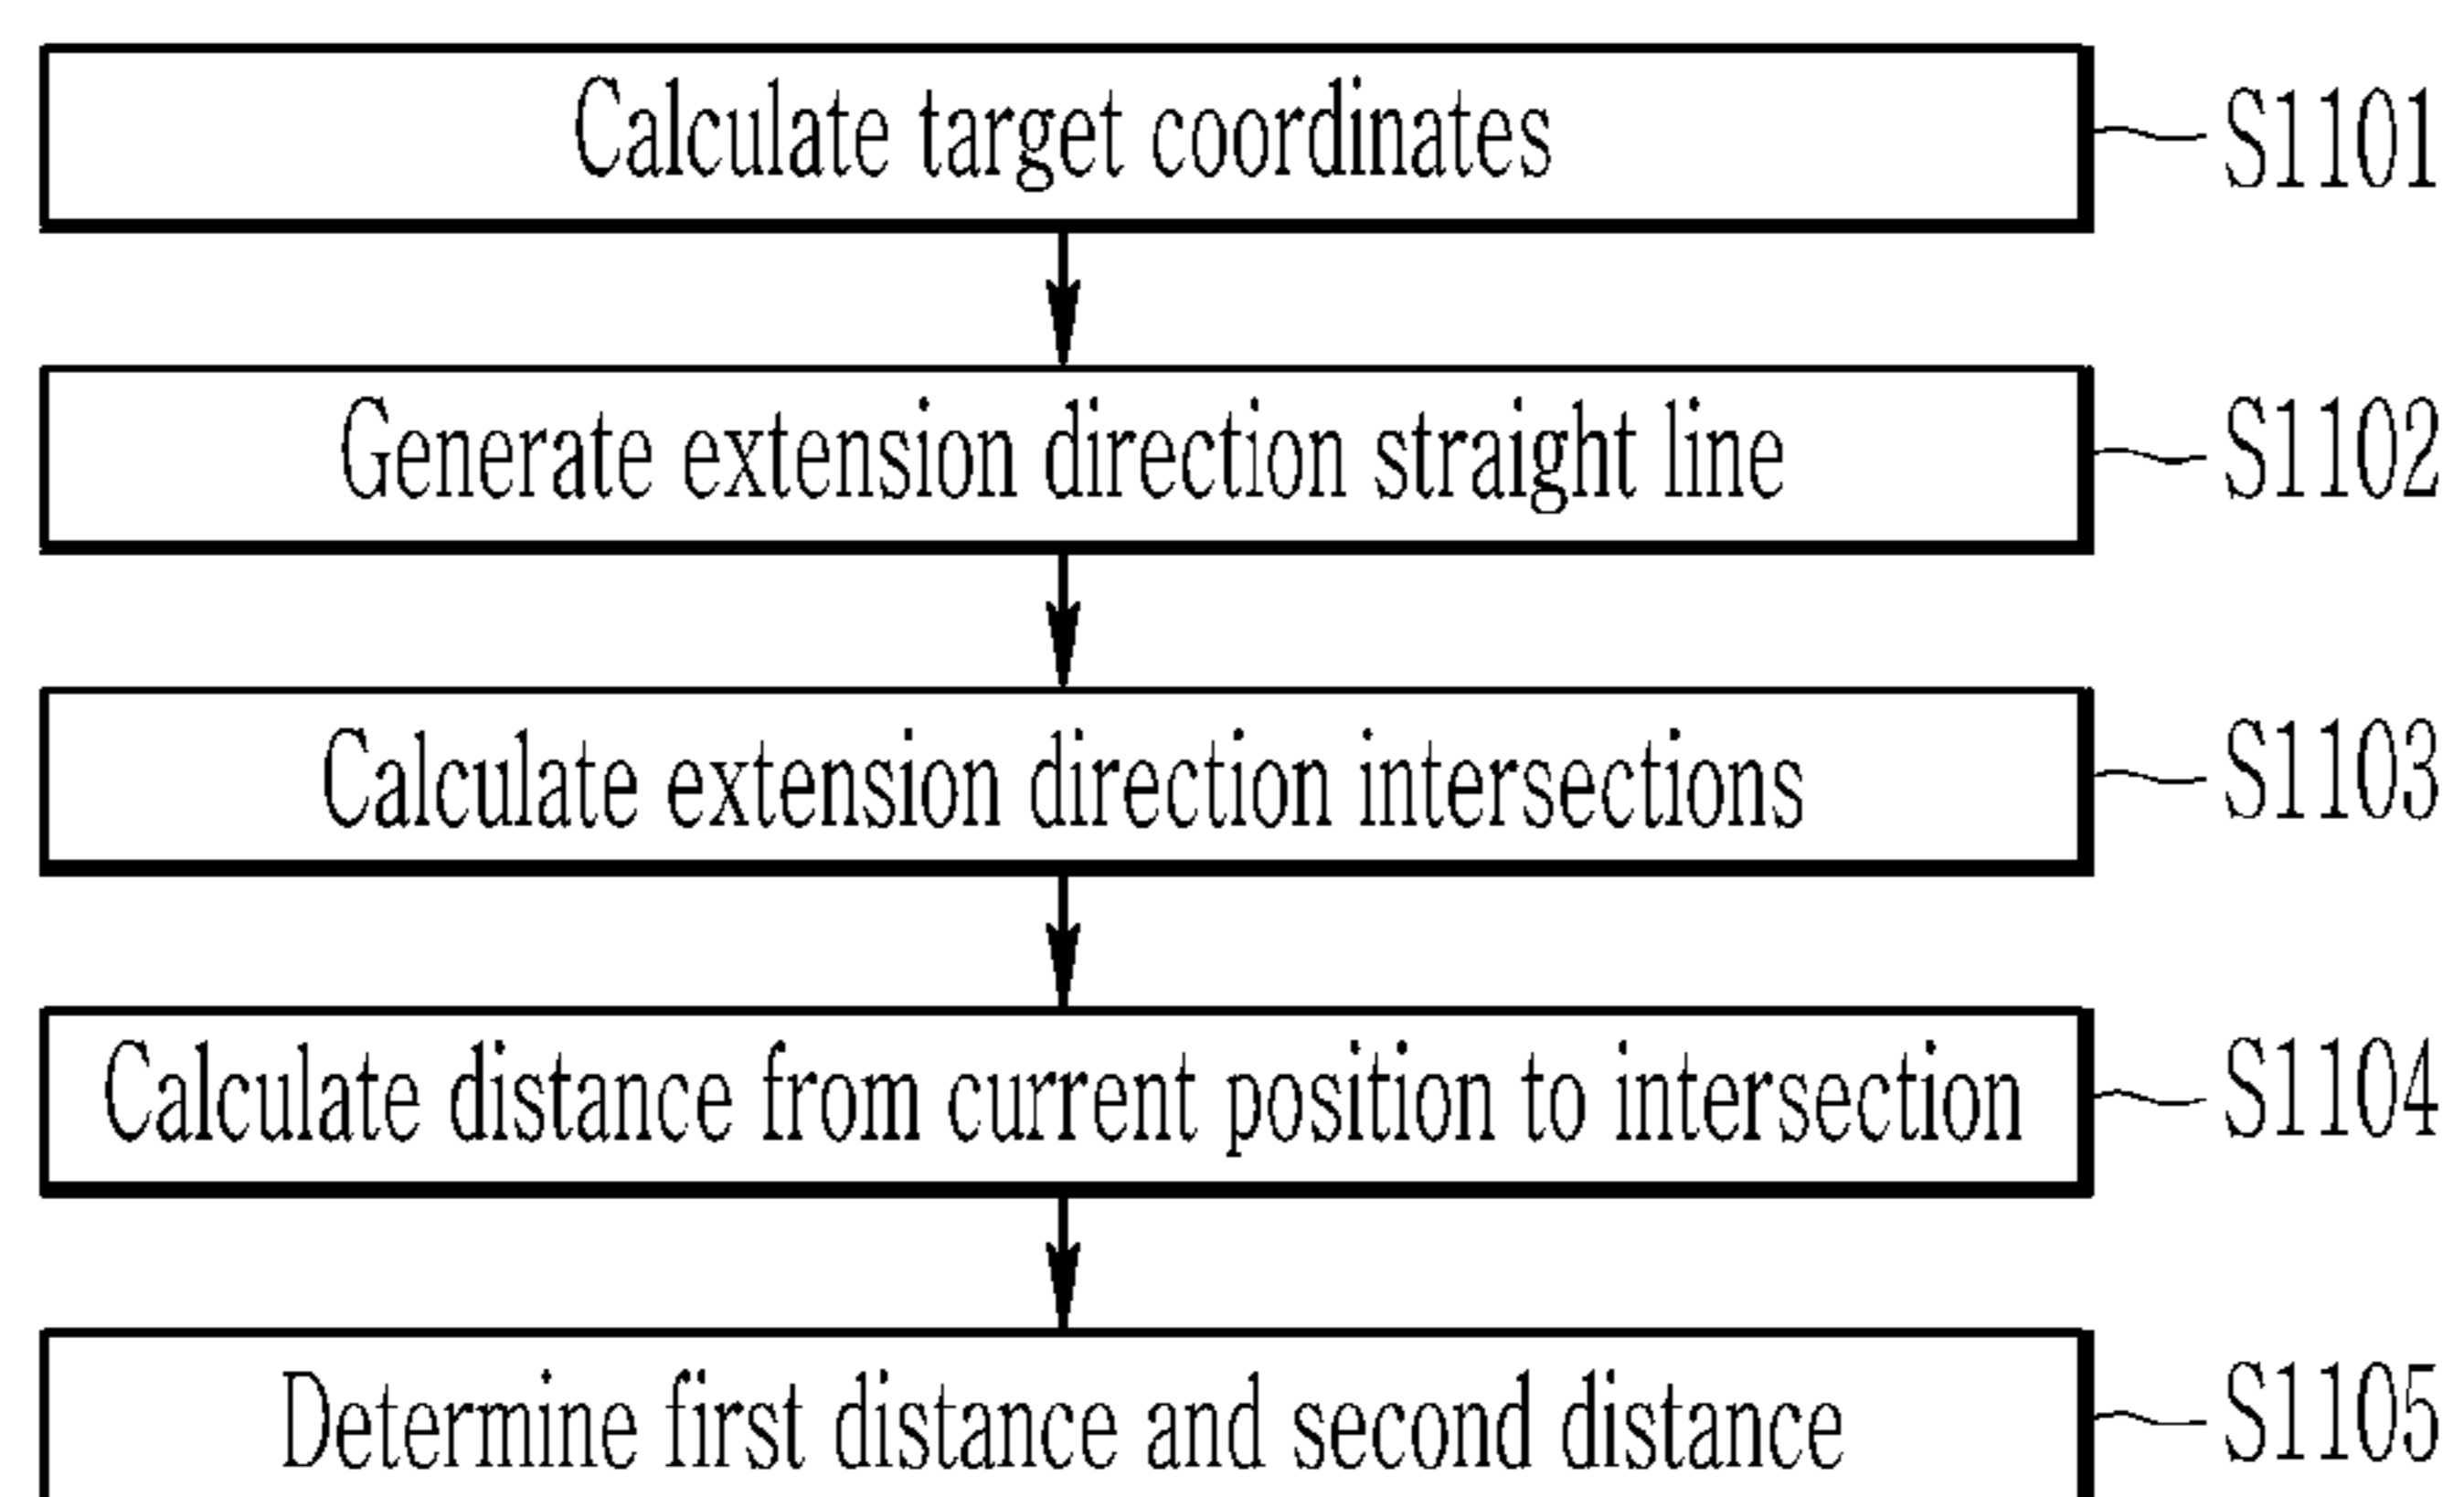 Calculate target coordinates S1101
Generate extension direction straight line S1102
Calculate extension direction intersections S1103
Calculate distance from current position to intersection S1104
Determine first distance and second distance S1105